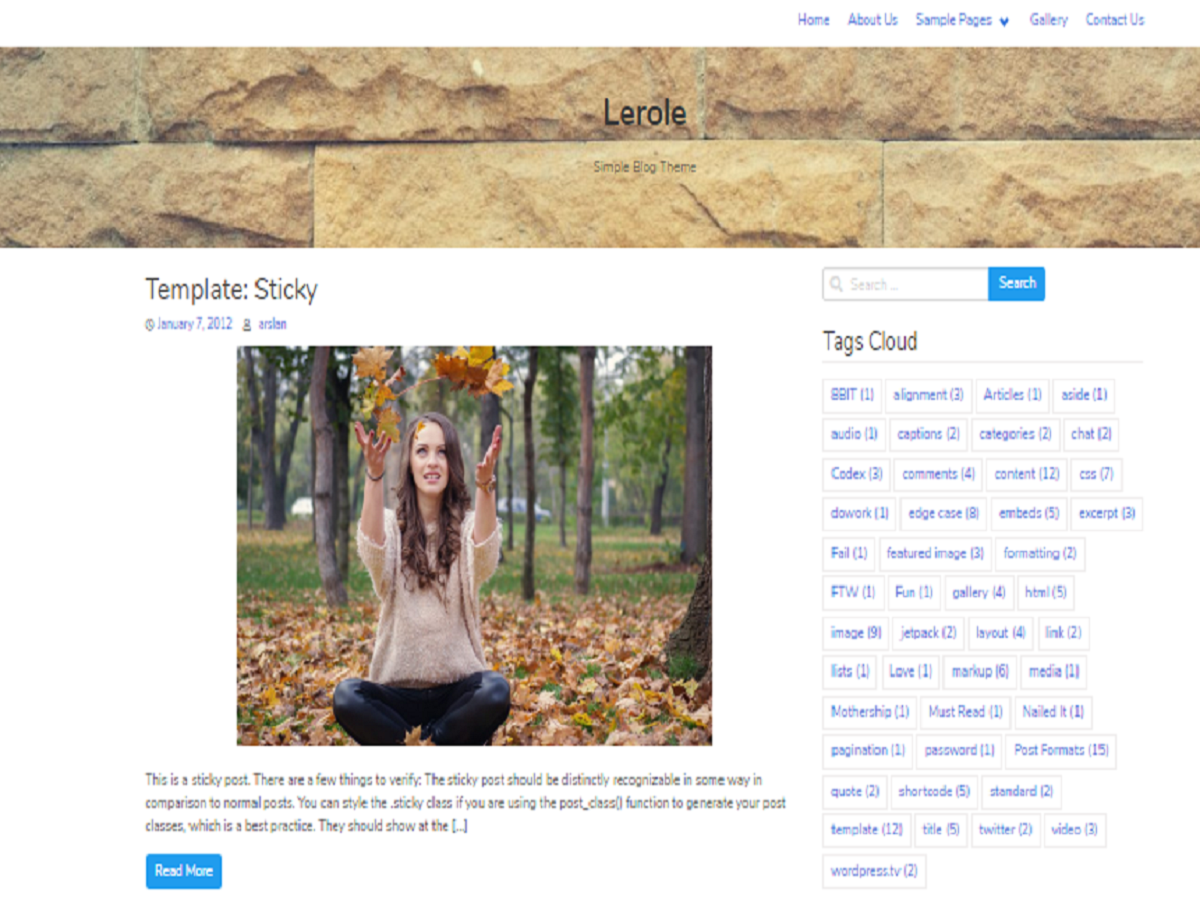 Home About Us Sample Pages Gallery Contact Us
Lerole
Simple Blog Theme
Template: Sticky
January 7, 2012 arslan
This is a sticky post. There are a few things to verify: The sticky post should be distinctly recognizable in some way in
comparison to normal posts. You can style the .sticky class if you are using the post_class() function to generate your post
classes, which is a best practice. They should show at the [...]
Read More
Search ... Search
Tags Cloud
8BIT (1) alignment (3) Articles (1) aside (1)
audio (1) captions (2) categories (2) chat (2)
Codex (3) comments (4) content (12) css (7)
dowork (1) edge case (8) embeds (5) excerpt (3)
Fail (1) featured image (3) formatting (2)
FTW (1) Fun (1) gallery (4) html (5)
image (9) jetpack (2) layout (4) link (2)
lists (1) Love (1) markup (6) media (1)
Mothership (1) Must Read (1) Nailed It (1)
pagination (1) password (1) Post Formats (15)
quote (2) shortcode (5) standard (2)
template (12) title (5) twitter (2) video (3)
wordpress.tv (2)